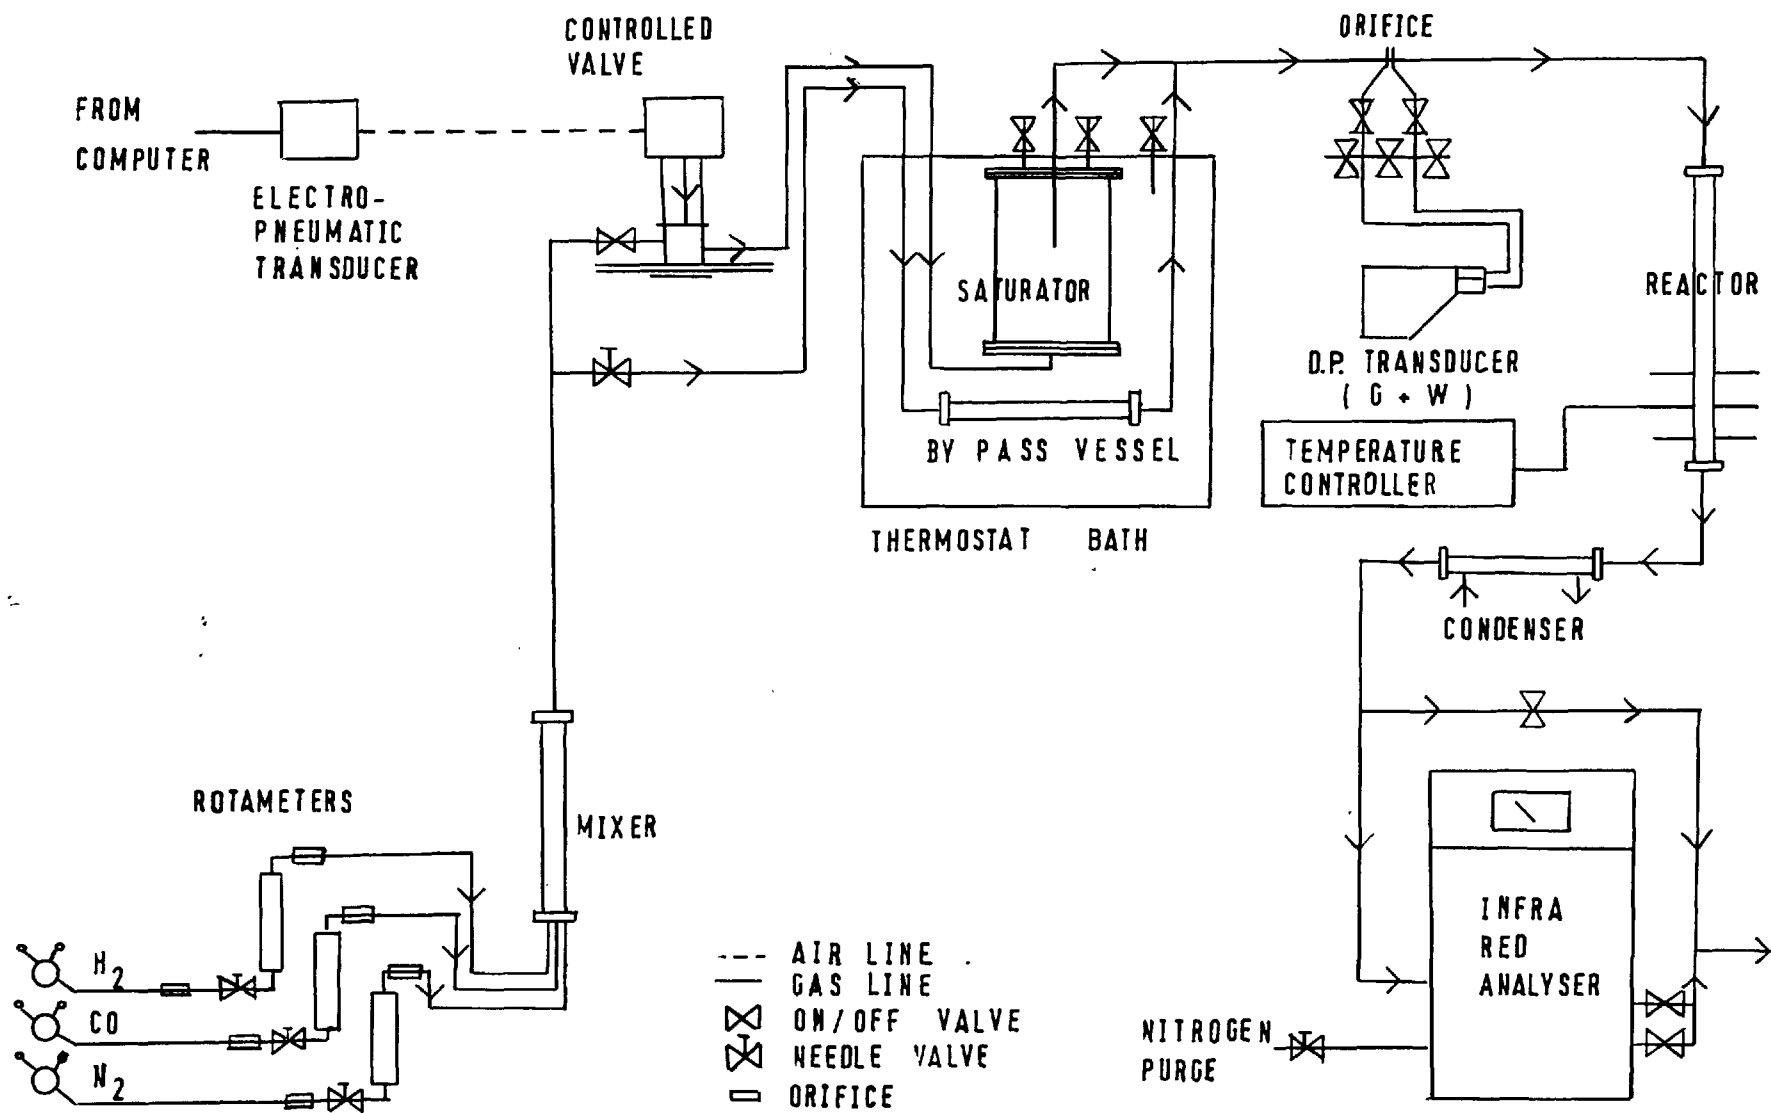 CONTROLLED
VALVE
ORIFICE
FROM
COMPUTER
ELECTRO-
PNEUMATIC
TRANSDUCER
SATURATOR
REACTOR
D.P. TRANSDUCER
( G + W )
BY PASS VESSEL
TEMPERATURE
CONTROLLER
THERMOSTAT BATH
CONDENSER
ROTAMETERS
MIXER
INFRA
RED
ANALYSER
H2
CO
N2
AIR LINE
GAS LINE
ON/OFF VALVE
NEEDLE VALVE
ORIFICE
NITROGEN
PURGE